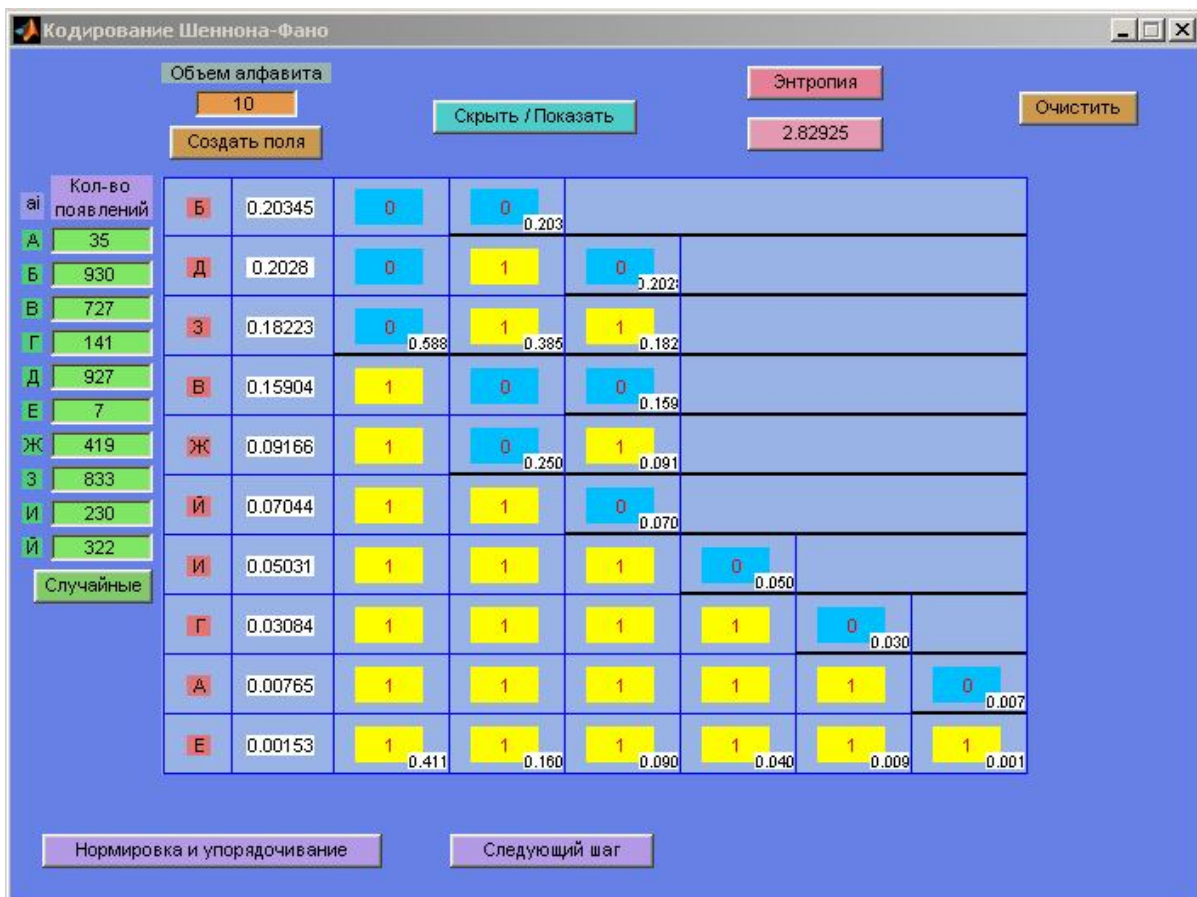 Кодирование Шеннона-Фано
Объем алфавита
10
Создать поля
Скрыть / Показать
Энтропия
2.82925
Очистить
ai Кол-во появлений
А 35
Б 930
В 727
Г 141
Д 927
Е 7
Ж 419
З 833
И 230
Й 322
Случайные
Б 0.20345 0 0 0.203
Д 0.2028 0 1 0 0.202
З 0.18223 0 0.588 1 0.385 1 0.182
В 0.15904 1 0 0 0.159
Ж 0.09166 1 0 0.250 1 0.091
Й 0.07044 1 1 0 0.070
И 0.05031 1 1 1 0 0.050
Г 0.03084 1 1 1 1 0 0.030
А 0.00765 1 1 1 1 1 0 0.007
Е 0.00153 1 0.411 1 0.160 1 0.090 1 0.040 1 0.009 1 0.001
Нормировка и упорядочивание
Следующий шаг